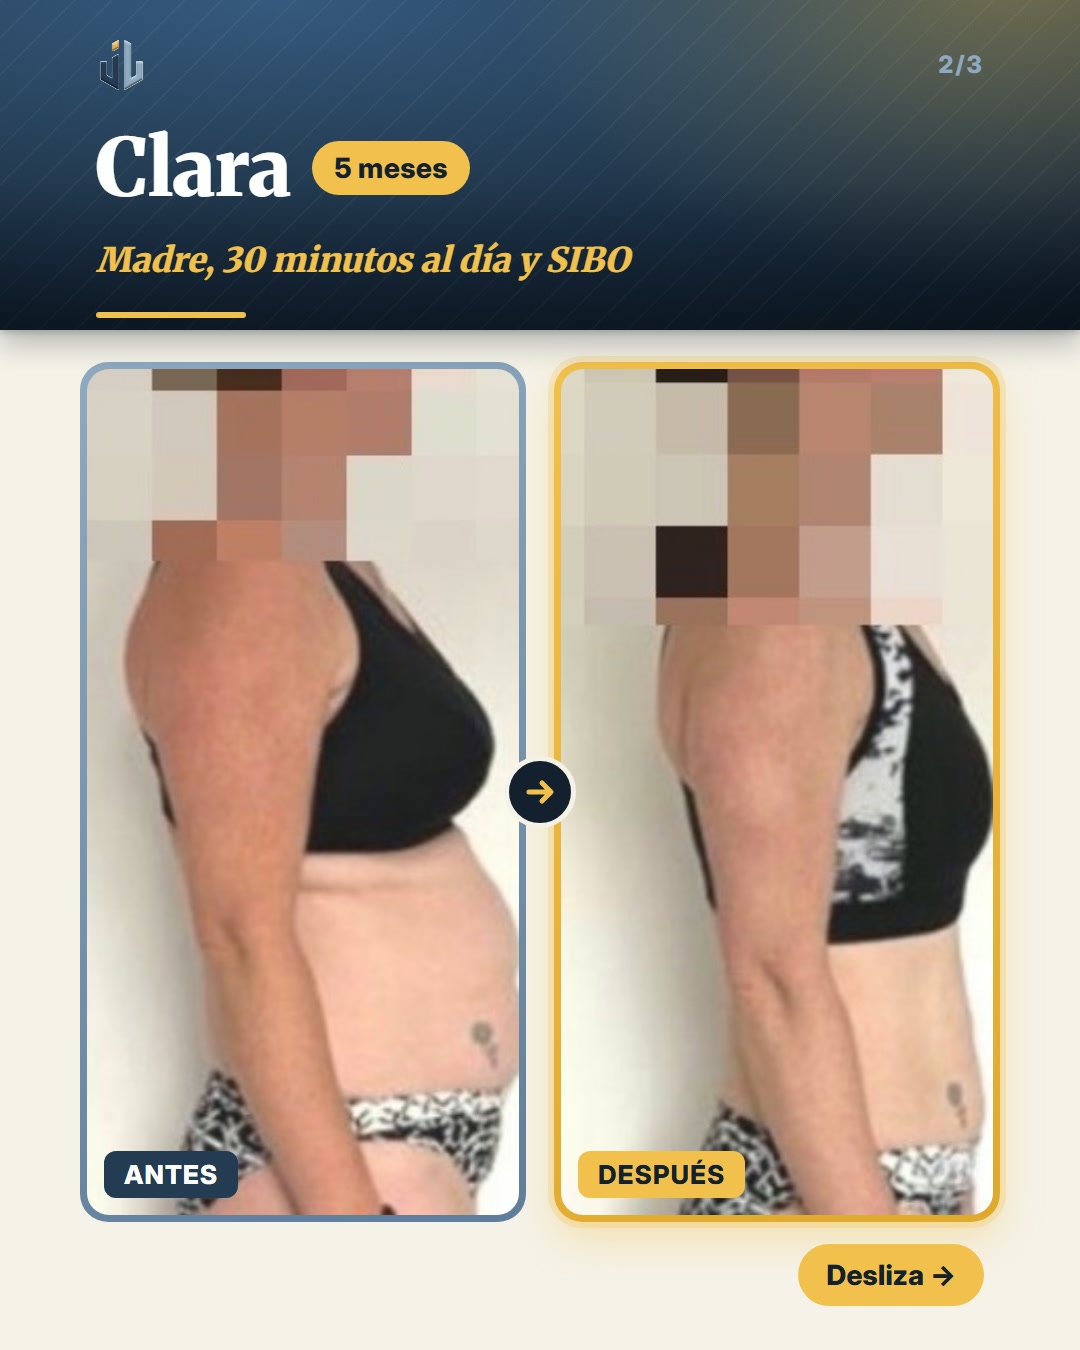 2/3
Clara
5 meses
Madre, 30 minutos al día y SIBO
ANTES
DESPUÉS
Desliza →